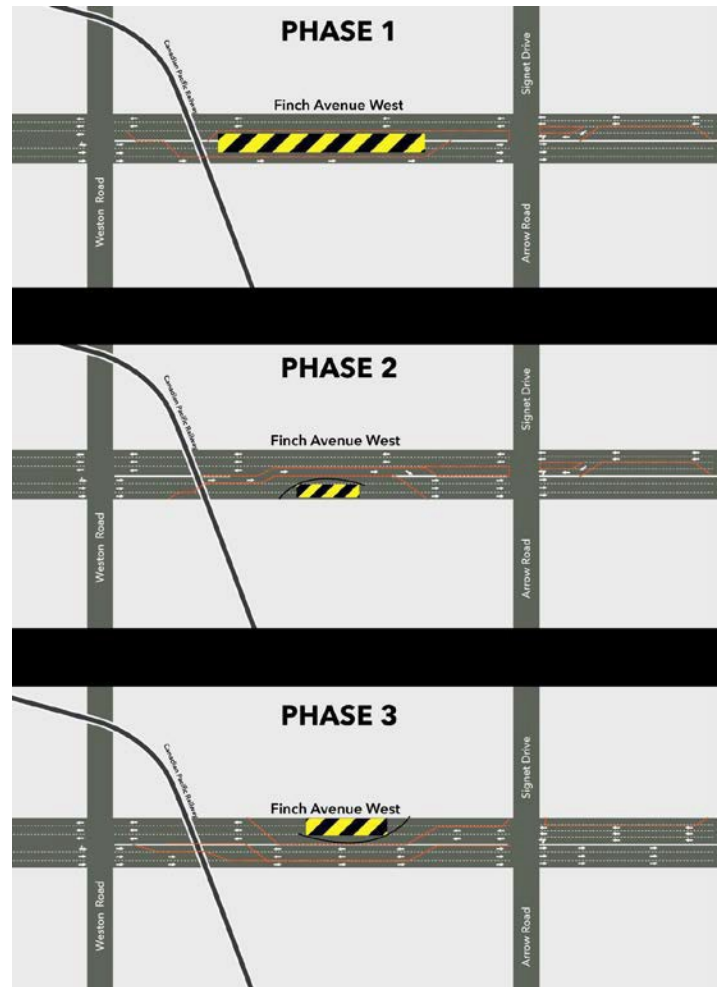 PHASE 1
Signet Drive
Canadian Pacific Railway
Finch Avenue West
Weston Road
Arrow Road
PHASE 2
Signet Drive
Canadian Pacific Railway
Finch Avenue West
Weston Road
Arrow Road
PHASE 3
Signet Drive
Canadian Pacific Railway
Finch Avenue West
Weston Road
Arrow Road